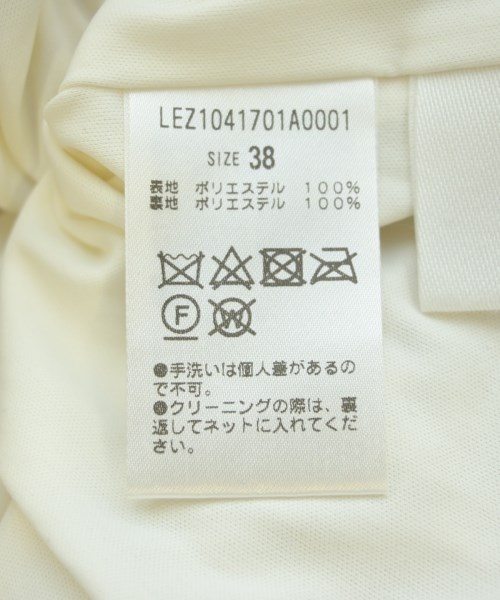 LEZ1041701A0001
SIZE 38
表地 ポリエステル 100%
裏地 ポリエステル 100%
F W
●手洗いは個人差があるの
で不可。
●クリーニングの際は、裏
返してネットに入れてくだ
さい。